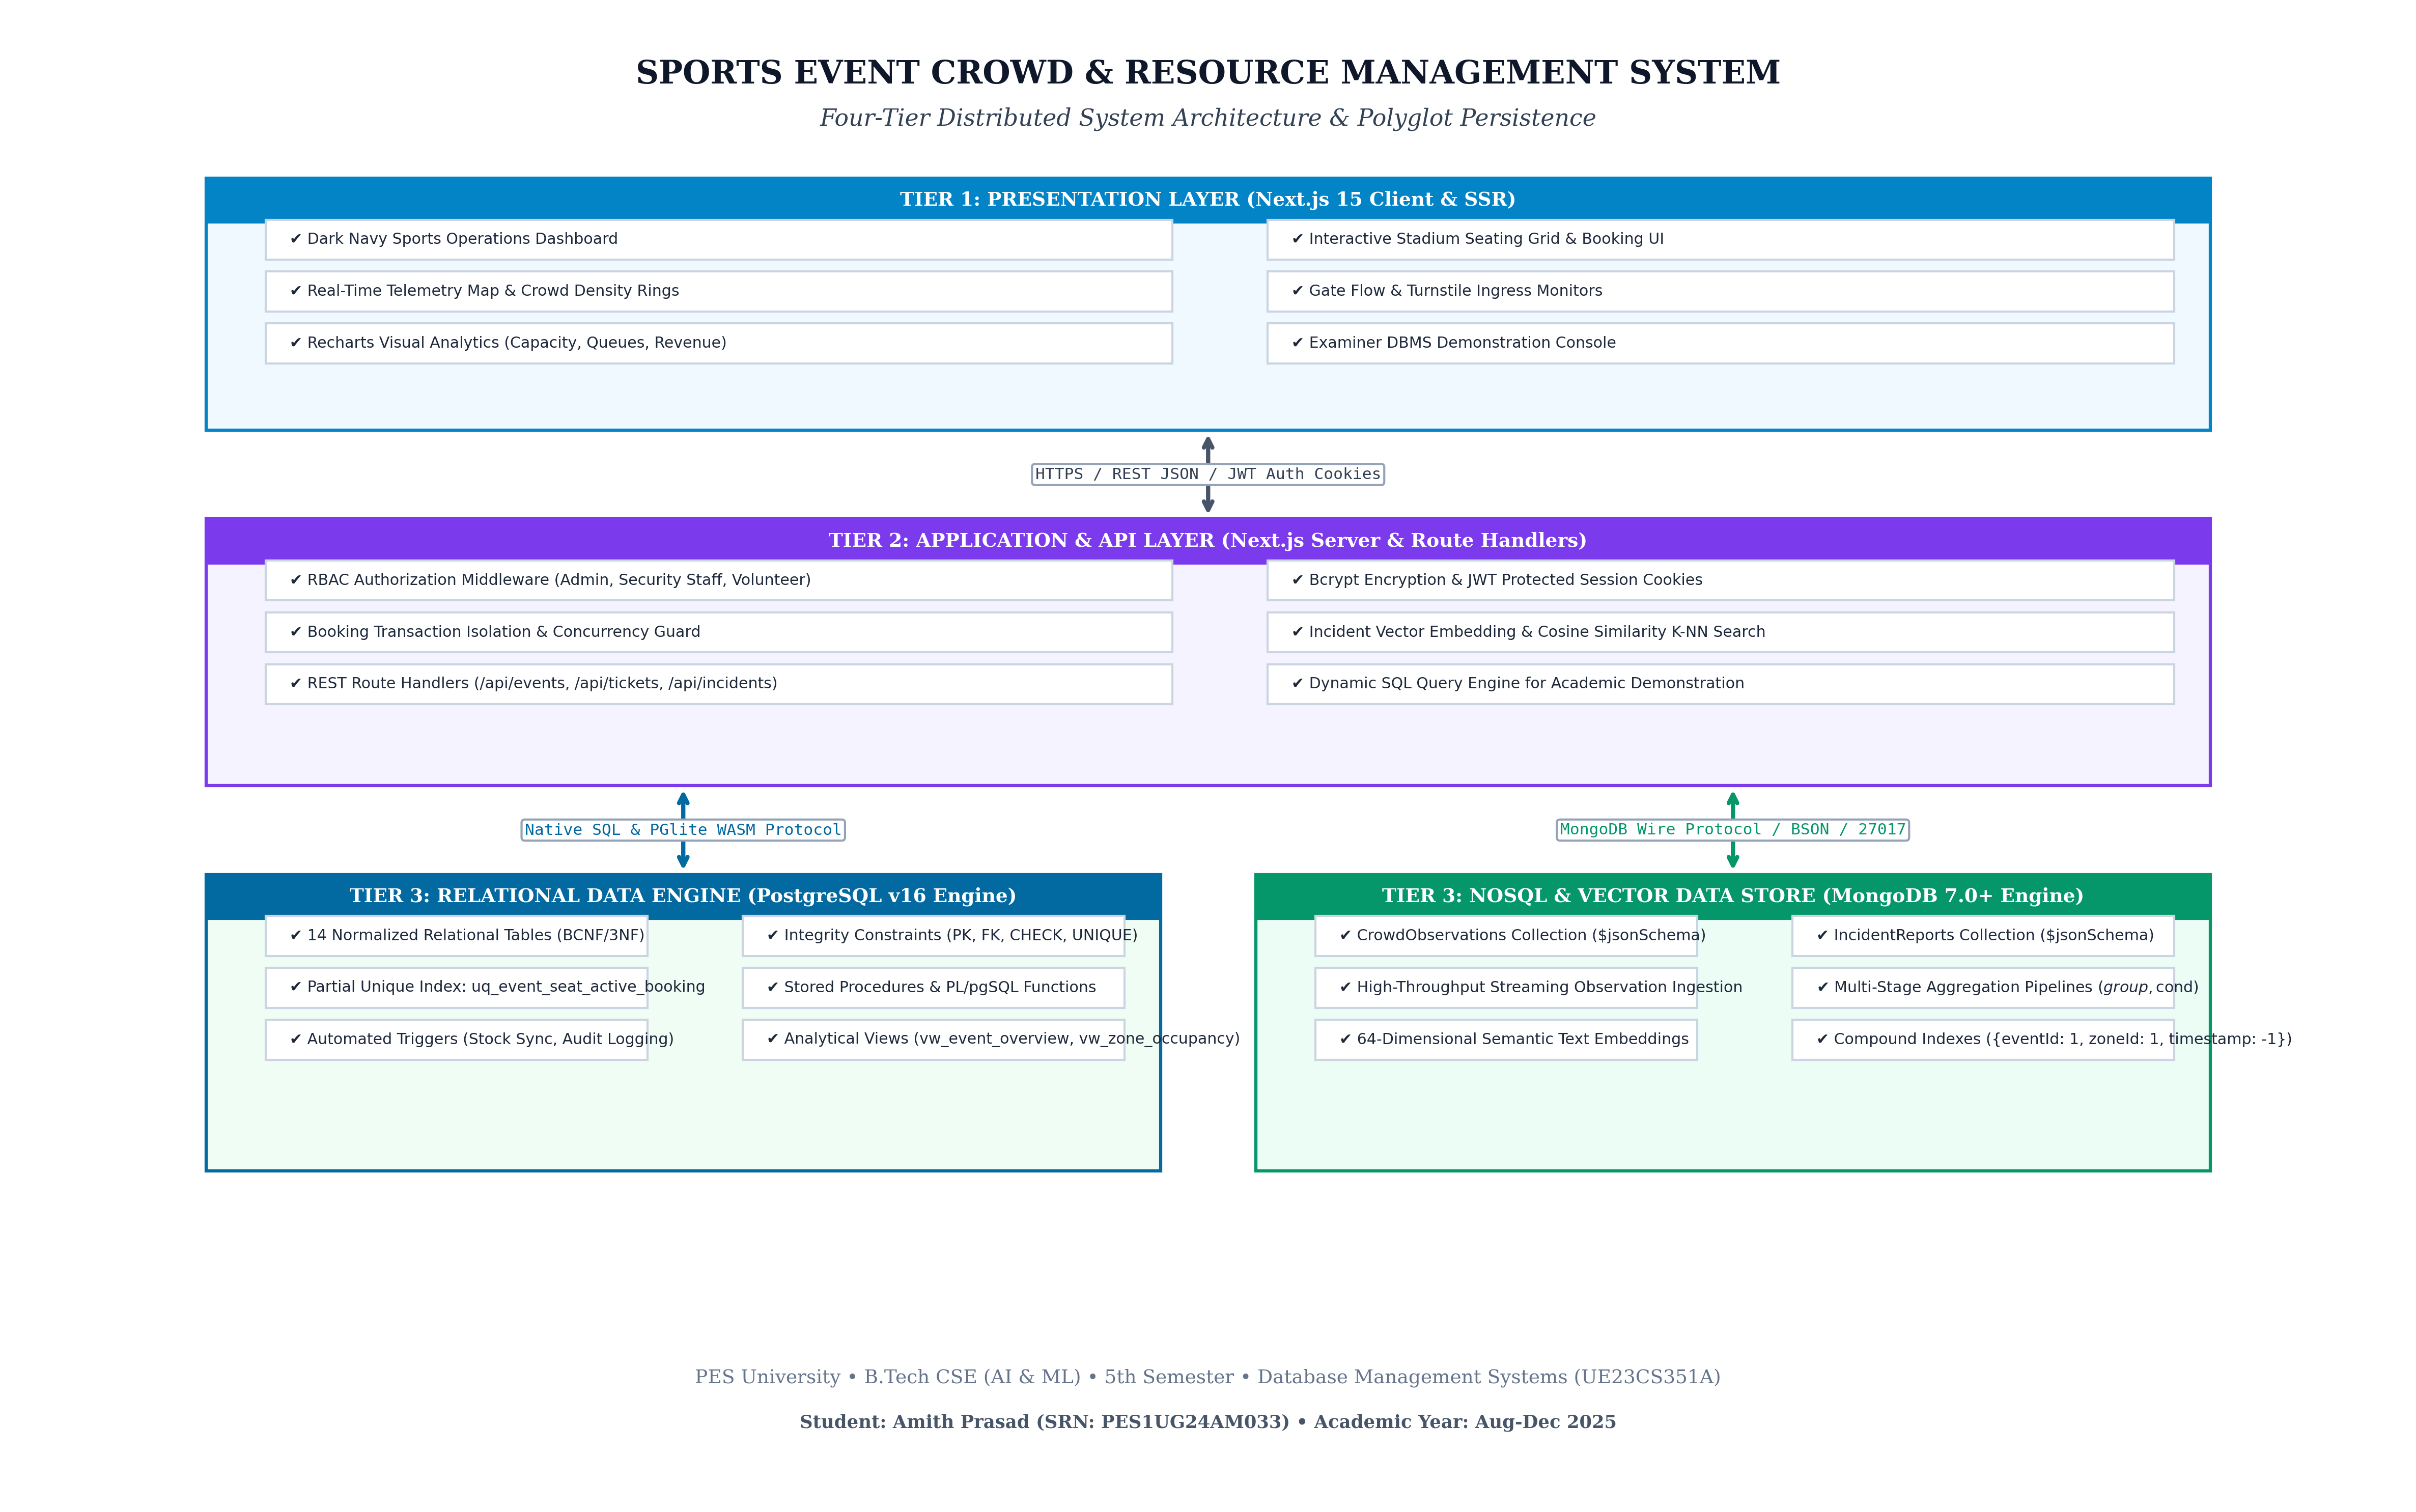 SPORTS EVENT CROWD & RESOURCE MANAGEMENT SYSTEM
Four-Tier Distributed System Architecture & Polyglot Persistence
TIER 1: PRESENTATION LAYER (Next.js 15 Client & SSR)
✔ Dark Navy Sports Operations Dashboard
✔ Interactive Stadium Seating Grid & Booking UI
✔ Real-Time Telemetry Map & Crowd Density Rings
✔ Gate Flow & Turnstile Ingress Monitors
✔ Recharts Visual Analytics (Capacity, Queues, Revenue)
✔ Examiner DBMS Demonstration Console
HTTPS / REST JSON / JWT Auth Cookies
TIER 2: APPLICATION & API LAYER (Next.js Server & Route Handlers)
✔ RBAC Authorization Middleware (Admin, Security Staff, Volunteer)
✔ Bcrypt Encryption & JWT Protected Session Cookies
✔ Booking Transaction Isolation & Concurrency Guard
✔ Incident Vector Embedding & Cosine Similarity K-NN Search
✔ REST Route Handlers (/api/events, /api/tickets, /api/incidents)
✔ Dynamic SQL Query Engine for Academic Demonstration
Native SQL & PGlite WASM Protocol
MongoDB Wire Protocol / BSON / 27017
TIER 3: RELATIONAL DATA ENGINE (PostgreSQL v16 Engine)
✔ 14 Normalized Relational Tables (BCNF/3NF)
✔ Integrity Constraints (PK, FK, CHECK, UNIQUE)
✔ Partial Unique Index: uq_event_seat_active_booking
✔ Stored Procedures & PL/pgSQL Functions
✔ Automated Triggers (Stock Sync, Audit Logging)
✔ Analytical Views (vw_event_overview, vw_zone_occupancy)
TIER 3: NOSQL & VECTOR DATA STORE (MongoDB 7.0+ Engine)
✔ CrowdObservations Collection ($jsonSchema)
✔ IncidentReports Collection ($jsonSchema)
✔ High-Throughput Streaming Observation Ingestion
✔ Multi-Stage Aggregation Pipelines (group,cond)
✔ 64-Dimensional Semantic Text Embeddings
✔ Compound Indexes ({eventId: 1, zoneId: 1, timestamp: -1})
PES University • B.Tech CSE (AI & ML) • 5th Semester • Database Management Systems (UE23CS351A)
Student: Amith Prasad (SRN: PES1UG24AM033) • Academic Year: Aug-Dec 2025